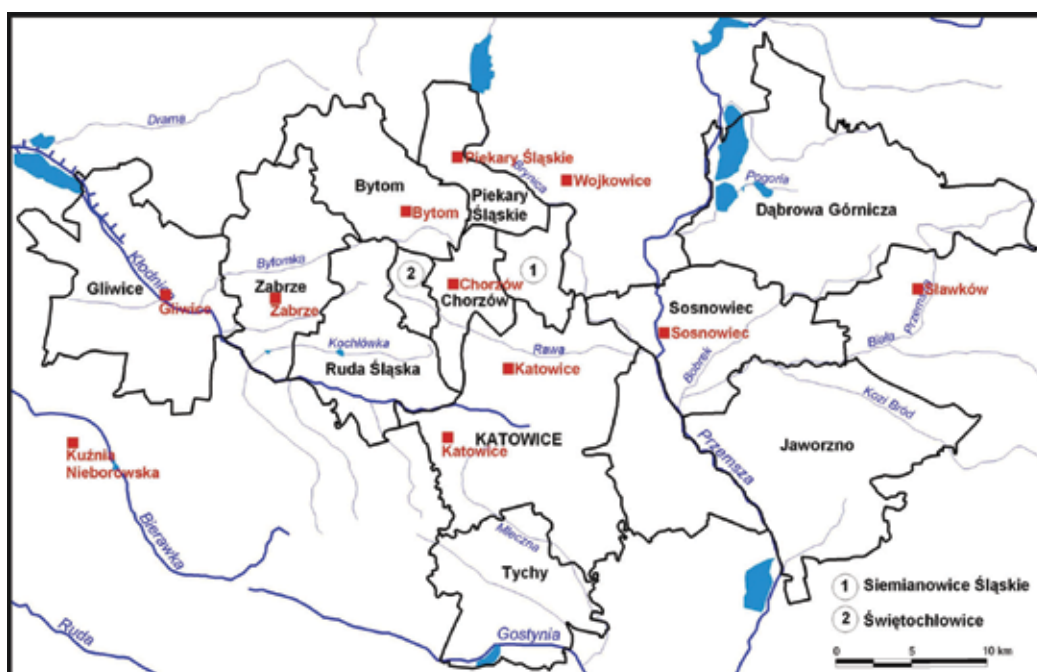 Drama
Piekary Śląskie
Brynica
Wojkowice
Bytom
Piekary
Śląskie
Bytom
Pogoria
Dąbrowa Górnicza
Bytomka
Kłodnica
Gliwice
Gliwice
Zabrze
Zabrze
2
Chorzów
Chorzów
1
Sosnowiec
Sosnowiec
Sławków
Biała
Przemsza
Bobrek
Kochłówka
Ruda Śląska
Rawa
Katowice
Kozi Bród
KATOWICE
Katowice
Jaworzno
Przemsza
Kuźnia
Nieborowska
Bierawka
Mleczna
Tychy
Gostynia
Ruda
1 Siemianowice Śląskie
2 Świętochłowice
0 5 10 km